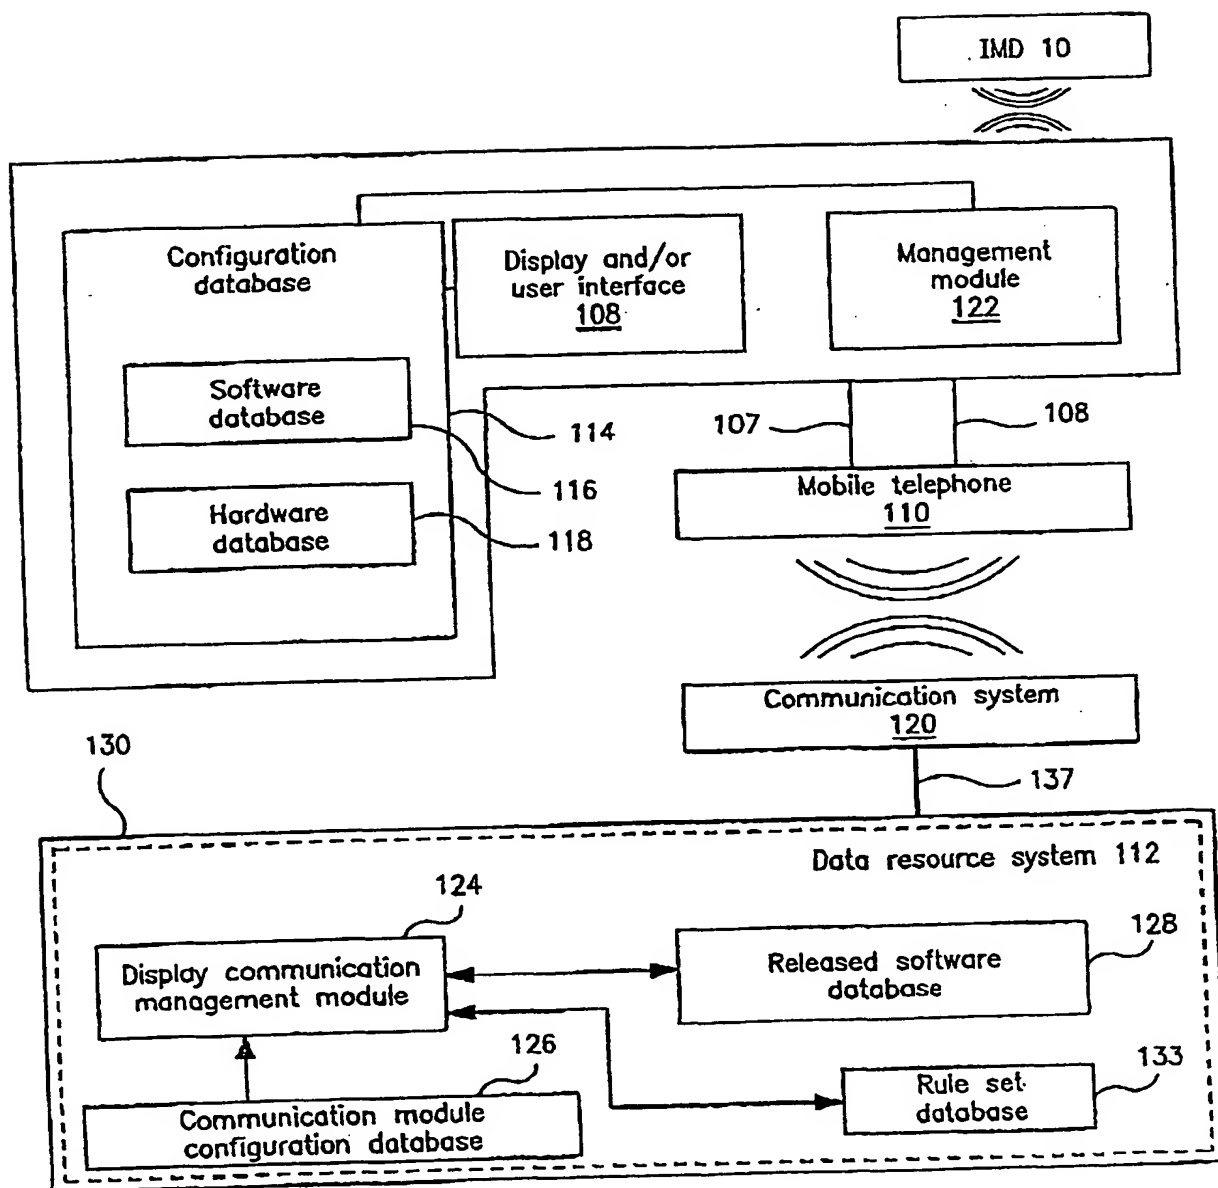 IMD 10
Configuration
database
Display and/or
user interface
108
Management
module
122
Software
database
Hardware
database
114
116
118
107
108
Mobile telephone
110
Communication system
120
137
130
Data resource system 112
124
Display communication
management module
128
Released software
database
126
Communication module
configuration database
133
Rule set
database